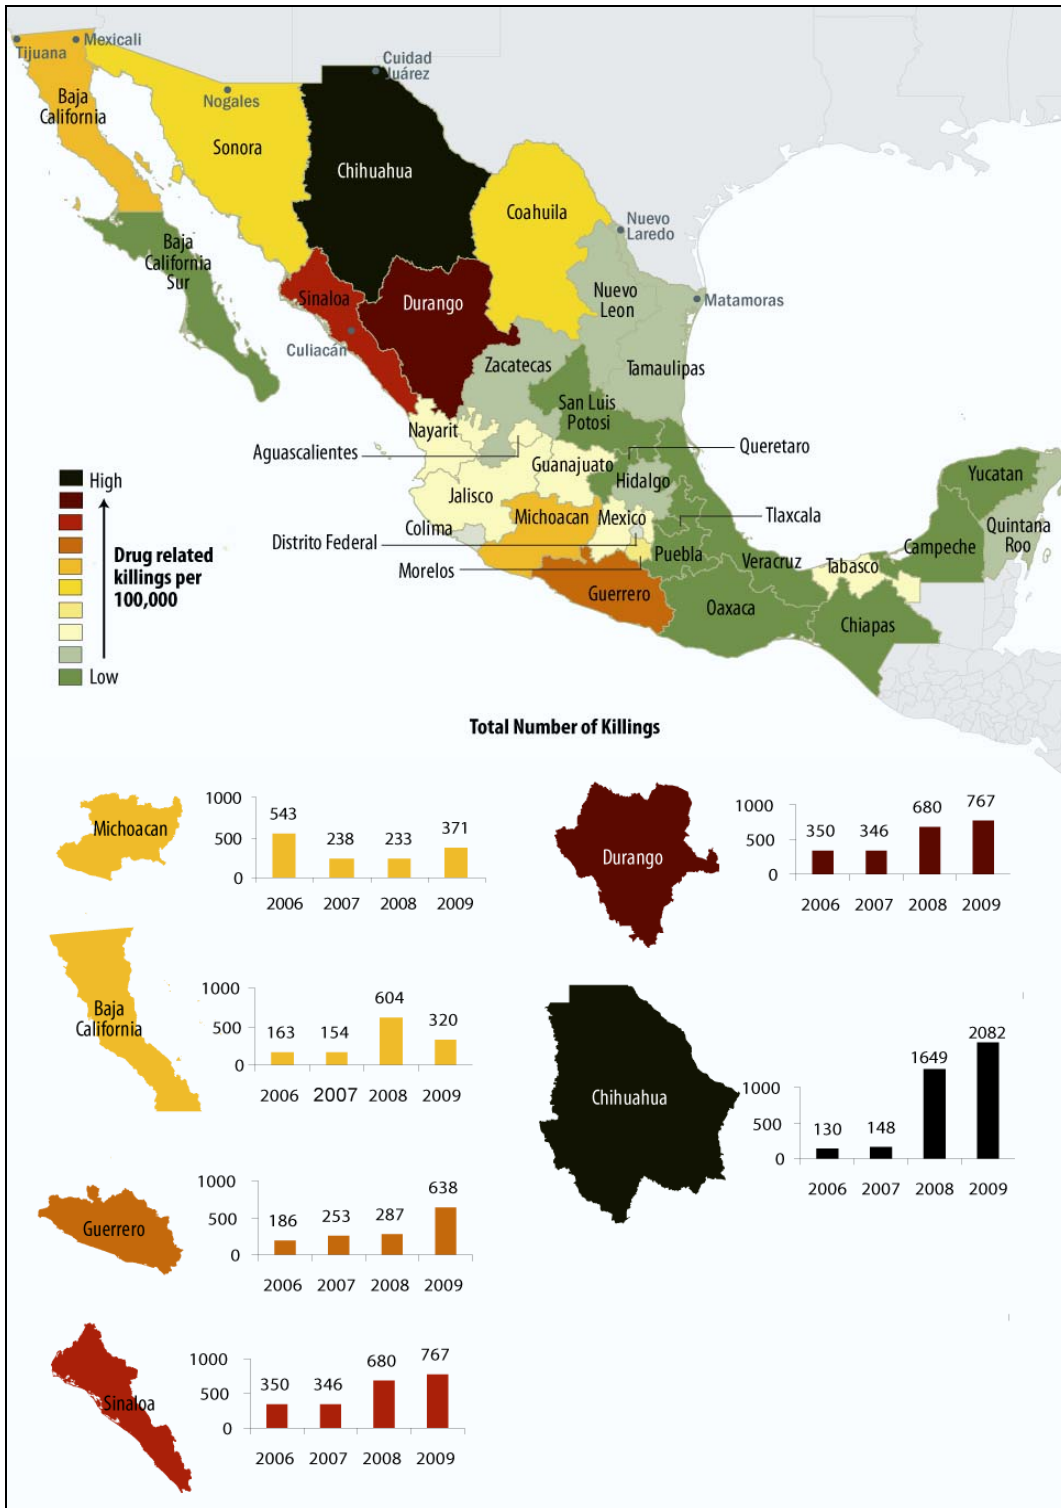 Tijuana
Mexicali
Baja
California
Nogales
Sonora
Cuidad
Juárez
Chihuahua
Coahuila
Nuevo
Laredo
Baja
California
Sur
Sinaloa
Culiacán
Durango
Nuevo
Leon
Matamoras
Zacatecas
Tamaulipas
San Luis
Potosi
Nayarit
Aguascalientes
Guanajuato
Queretaro
Hidalgo
Jalisco
Michoacan
Mexico
Colima
Distrito Federal
Morelos
Tlaxcala
Puebla
Veracruz
Guerrero
Oaxaca
Tabasco
Chiapas
Campeche
Yucatan
Quintana
Roo
High
Drug related
killings per
100,000
Low
Total Number of Killings
Michoacan
1000
500
0
543
238
233
371
2006
2007
2008
2009
Durango
1000
500
0
350
346
680
767
2006
2007
2008
2009
Baja
California
1000
500
0
163
154
604
320
2006
2007
2008
2009
Chihuahua
1000
500
0
130
148
1649
2082
2006
2007
2008
2009
Guerrero
1000
500
0
186
253
287
638
2006
2007
2008
2009
Sinaloa
1000
500
0
350
346
680
767
2006
2007
2008
2009